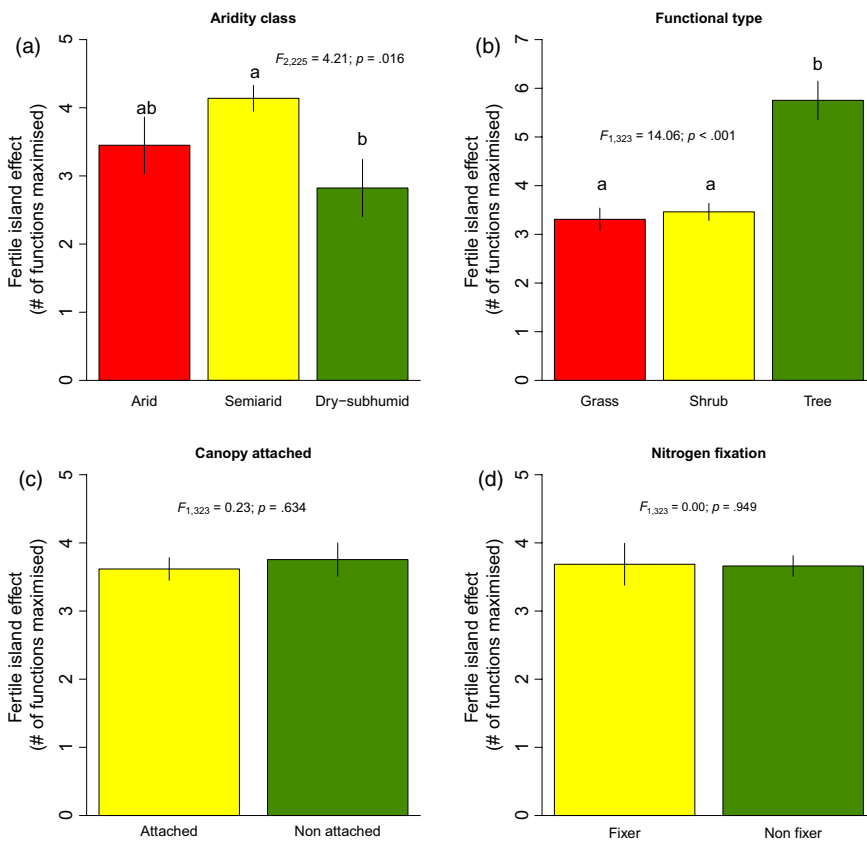 Aridity class
(a)
F2,225 = 4.21; p = .016
5
4
3
2
1
0
ab
a
b
Fertile island effect
(# of functions maximised)
Arid
Semiarid
Dry−subhumid
Functional type
(b)
F1,323 = 14.06; p < .001
7
6
5
4
3
2
1
0
a
a
b
Fertile island effect
(# of functions maximised)
Grass
Shrub
Tree
Canopy attached
(c)
F1,323 = 0.23; p = .634
5
4
3
2
1
0
Fertile island effect
(# of functions maximised)
Attached
Non attached
Nitrogen fixation
(d)
F1,323 = 0.00; p = .949
5
4
3
2
1
0
Fertile island effect
(# of functions maximised)
Fixer
Non fixer